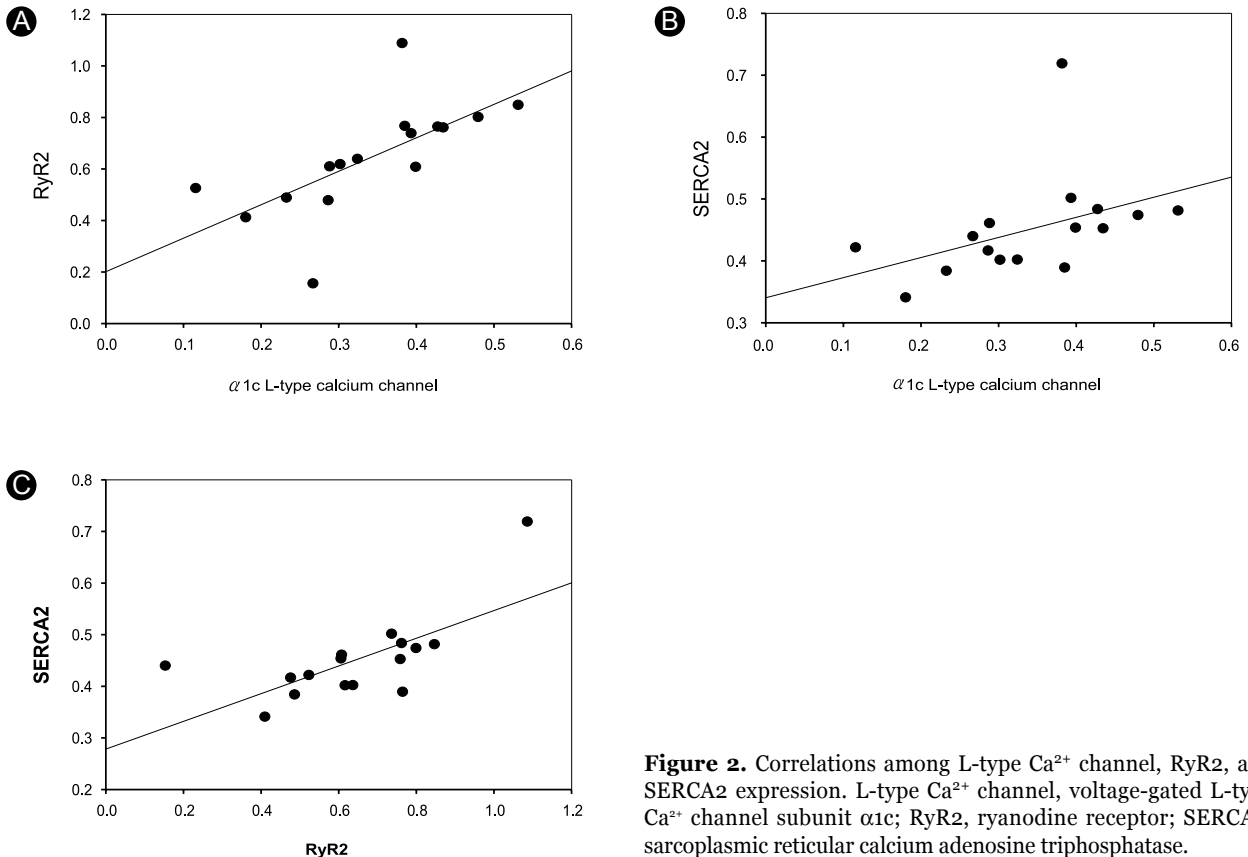 A
1.2
1.0
0.8
0.6
0.4
0.2
0.0
RyR2
0.0 0.1 0.2 0.3 0.4 0.5 0.6
α 1c L-type calcium channel
B
0.8
0.7
0.6
0.5
0.4
0.3
SERCA2
0.0 0.1 0.2 0.3 0.4 0.5 0.6
α 1c L-type calcium channel
C
0.8
0.7
0.6
0.5
0.4
0.3
0.2
SERCA2
0.0 0.2 0.4 0.6 0.8 1.0 1.2
RyR2
Figure 2. Correlations among L-type Ca²⁺ channel, RyR2, a
SERCA2 expression. L-type Ca²⁺ channel, voltage-gated L-ty
Ca²⁺ channel subunit α1c; RyR2, ryanodine receptor; SERCA
sarcoplasmic reticular calcium adenosine triphosphatase.